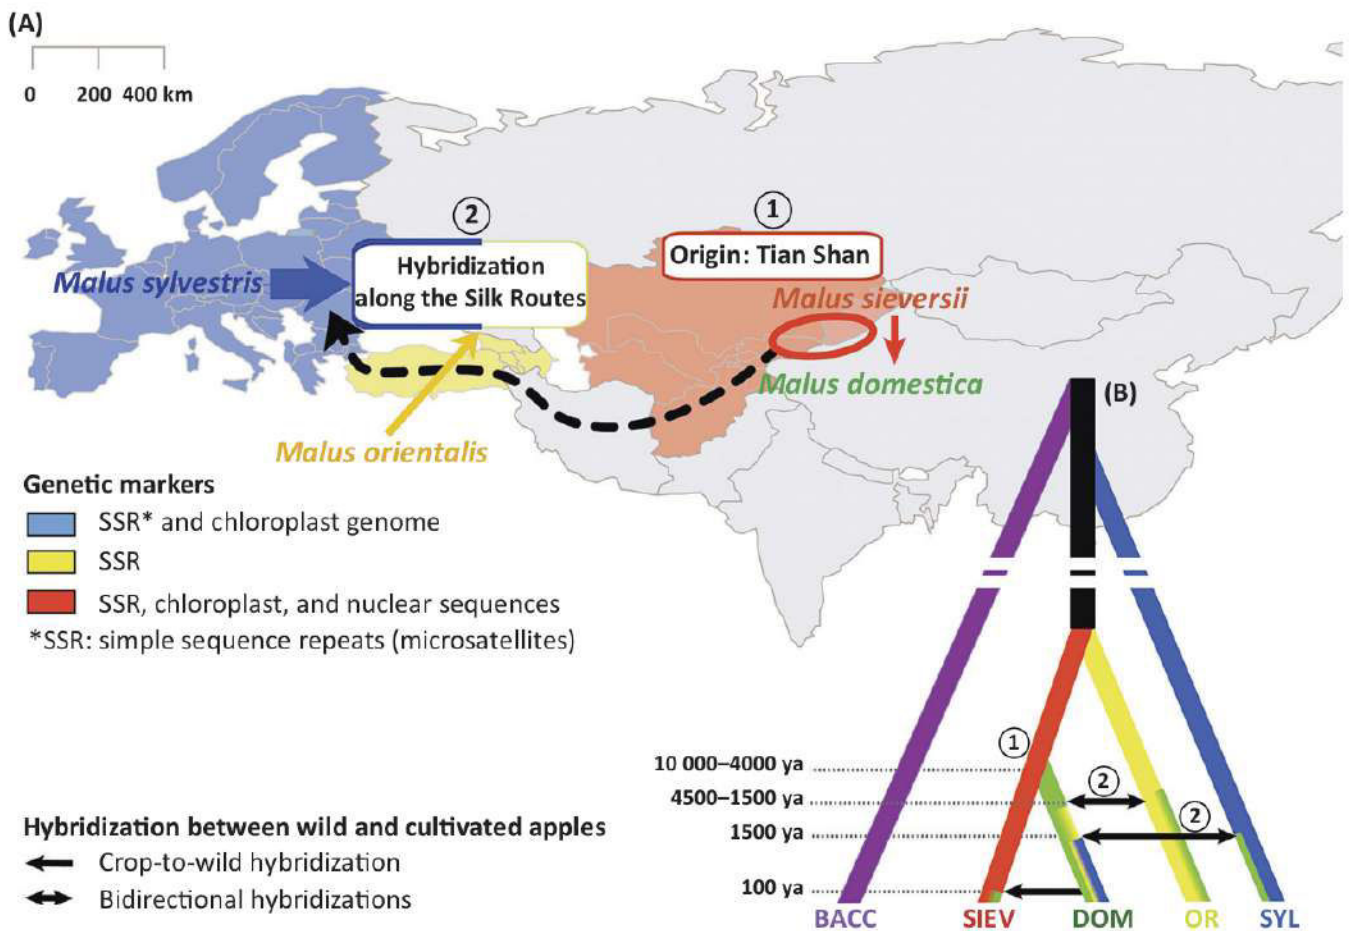 (A)
0 200 400 km
②
①
Origin: Tian Shan
Hybridization
along the Silk Routes
Malus sylvestris
Malus sieversii
Malus domestica
(B)
Malus orientalis
Genetic markers
SSR* and chloroplast genome
SSR
SSR, chloroplast, and nuclear sequences
*SSR: simple sequence repeats (microsatellites)
①
10 000–4000 ya
②
4500–1500 ya
②
1500 ya
Hybridization between wild and cultivated apples
Crop-to-wild hybridization
100 ya
Bidirectional hybridizations
BACC SIEV DOM OR SYL